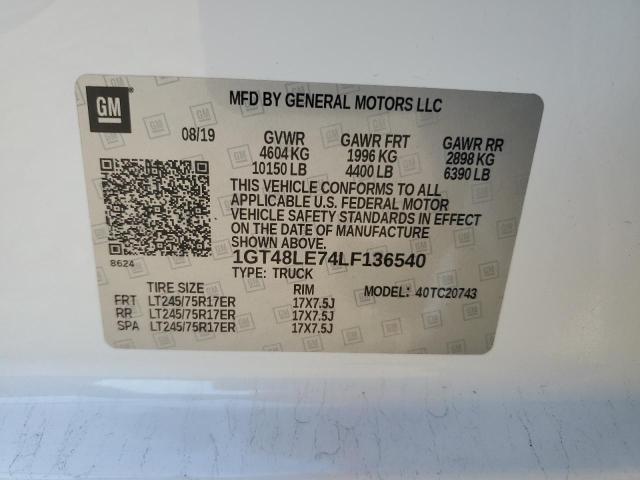 GM
MFD BY GENERAL MOTORS LLC
08/19 GVWR GAWR FRT GAWR RR
4604 KG 1996 KG 2898 KG
10150 LB 4400 LB 6390 LB
THIS VEHICLE CONFORMS TO ALL
APPLICABLE U.S. FEDERAL MOTOR
VEHICLE SAFETY STANDARDS IN EFFECT
ON THE DATE OF MANUFACTURE
SHOWN ABOVE.
8624
1GT48LE74LF136540
TYPE: TRUCK
MODEL: 40TC20743
TIRE SIZE RIM
FRT LT245/75R17ER 17X7.5J
RR LT245/75R17ER 17X7.5J
SPA LT245/75R17ER 17X7.5J